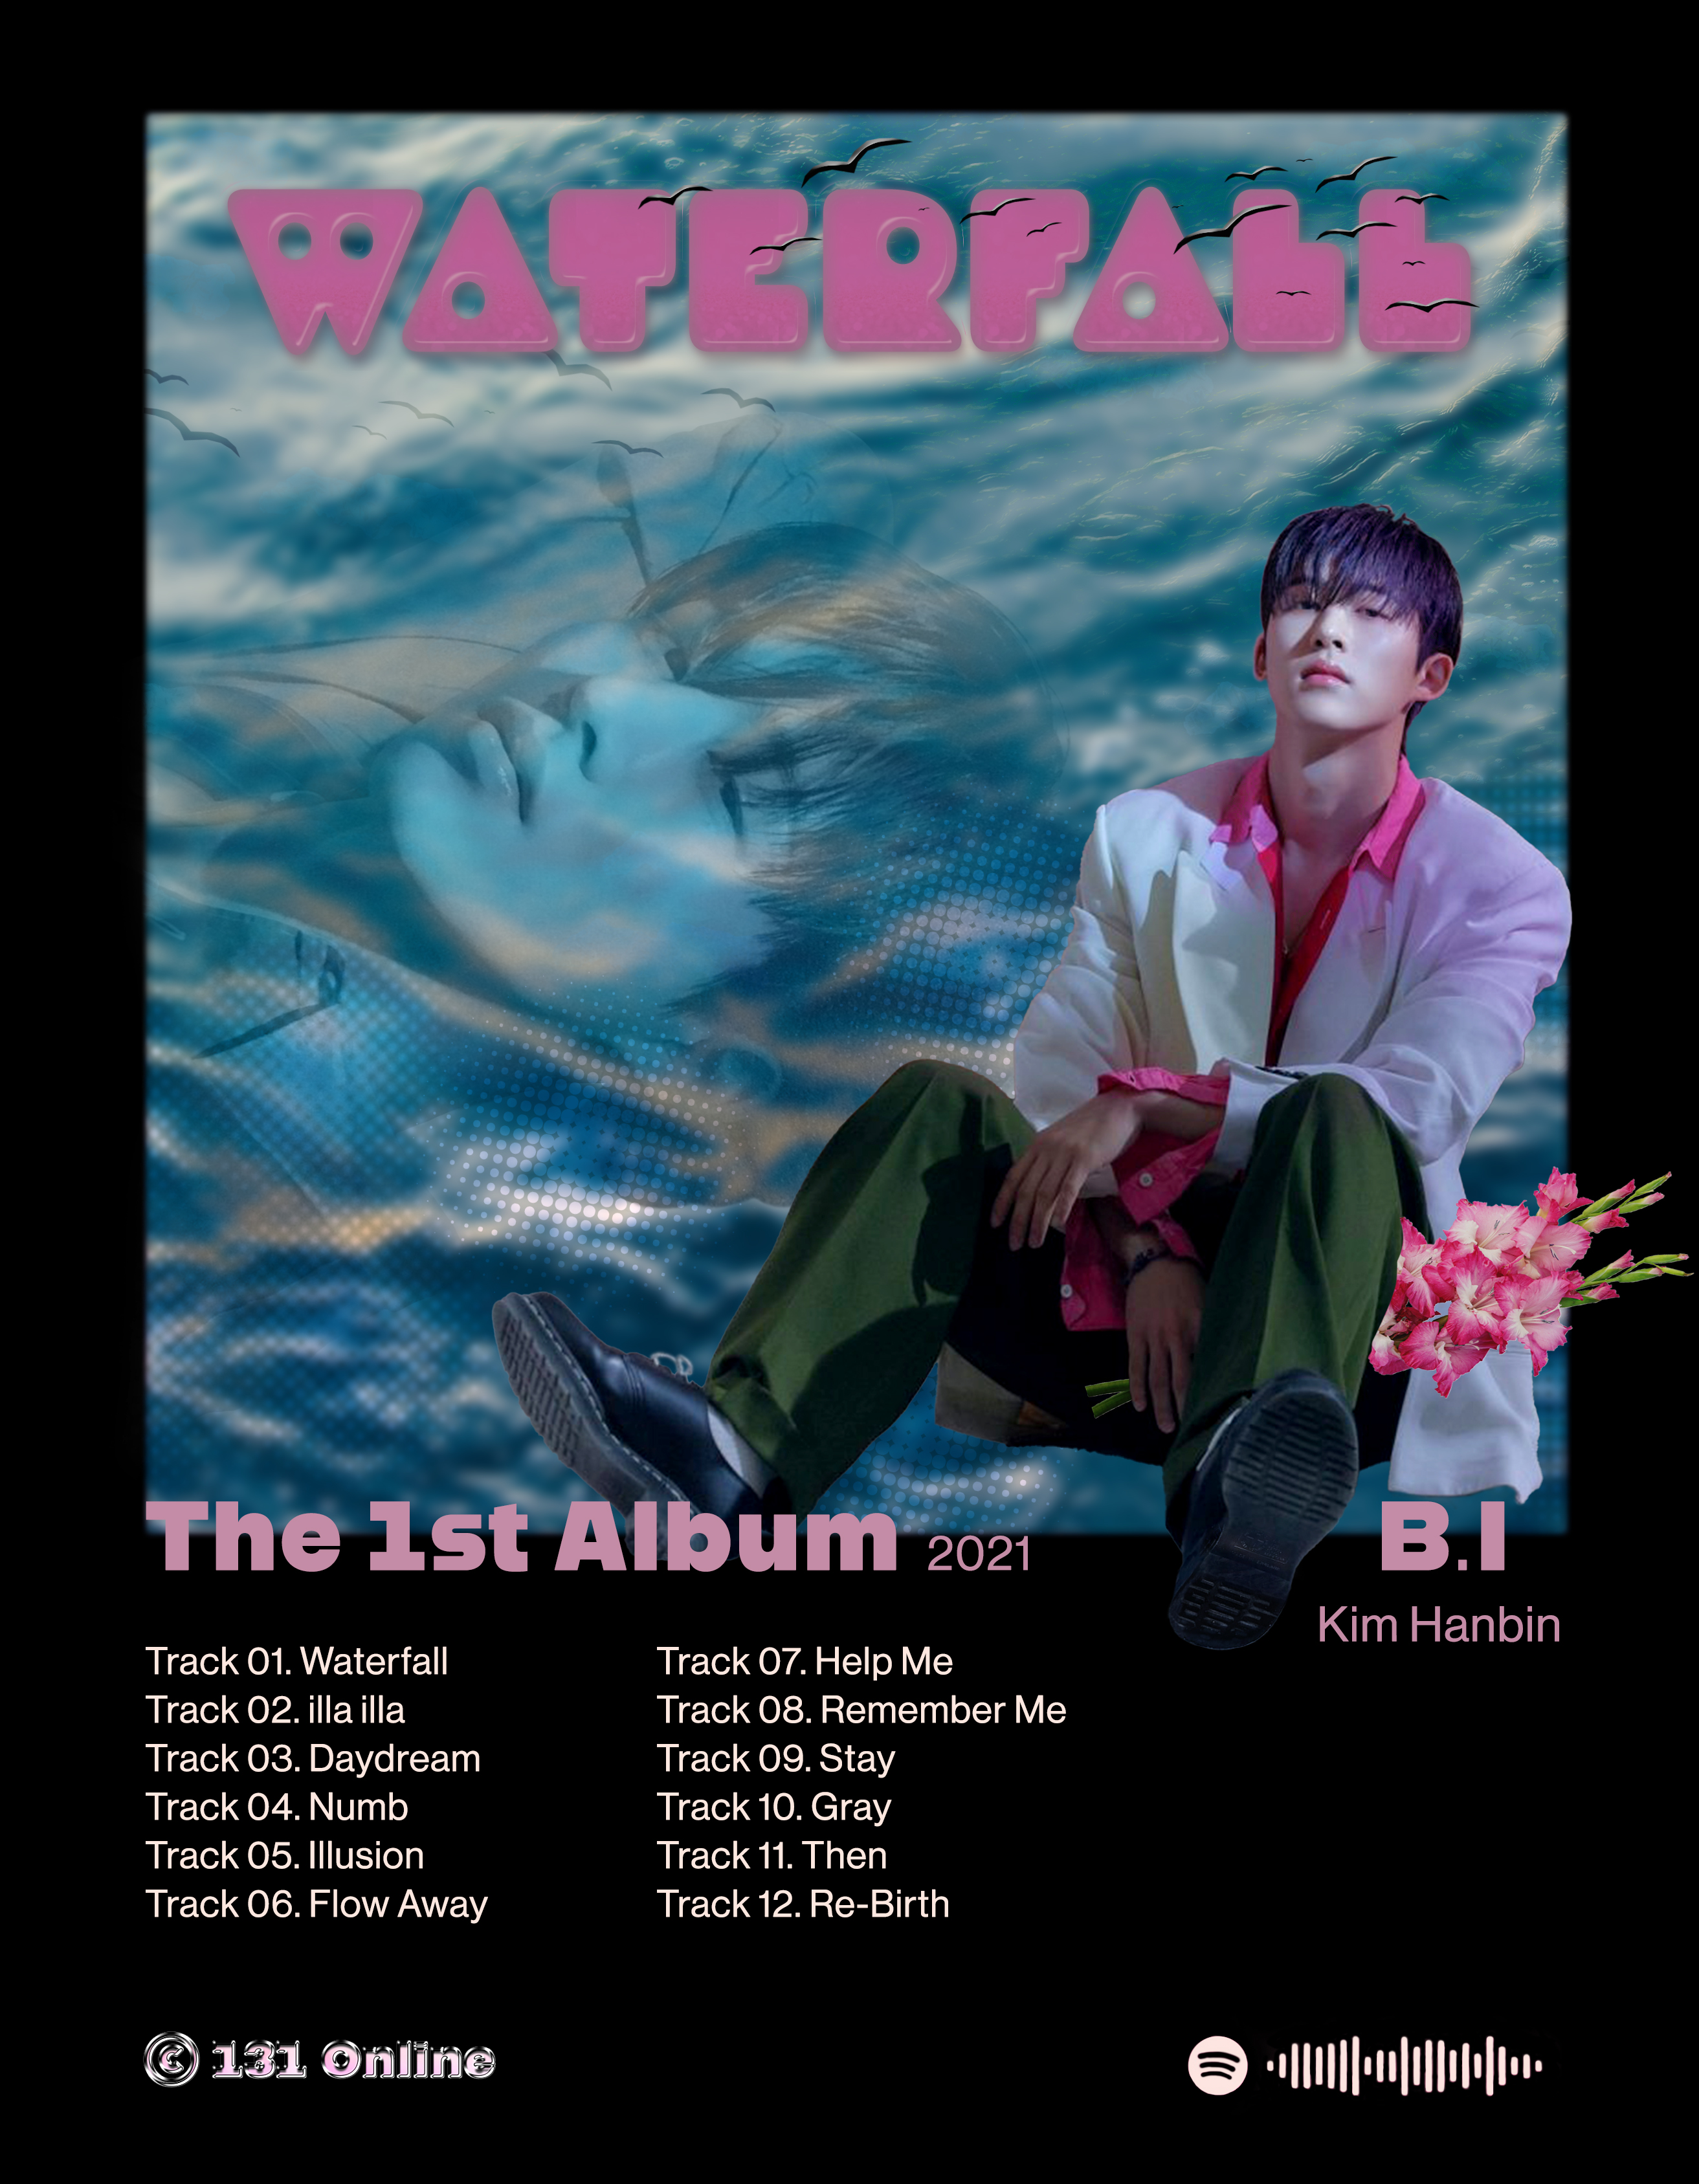 WATERFALL
The 1st Album 2021
B.I
Kim Hanbin
Track 01. Waterfall
Track 02. illa illa
Track 03. Daydream
Track 04. Numb
Track 05. Illusion
Track 06. Flow Away
Track 07. Help Me
Track 08. Remember Me
Track 09. Stay
Track 10. Gray
Track 11. Then
Track 12. Re-Birth
© 131 Online